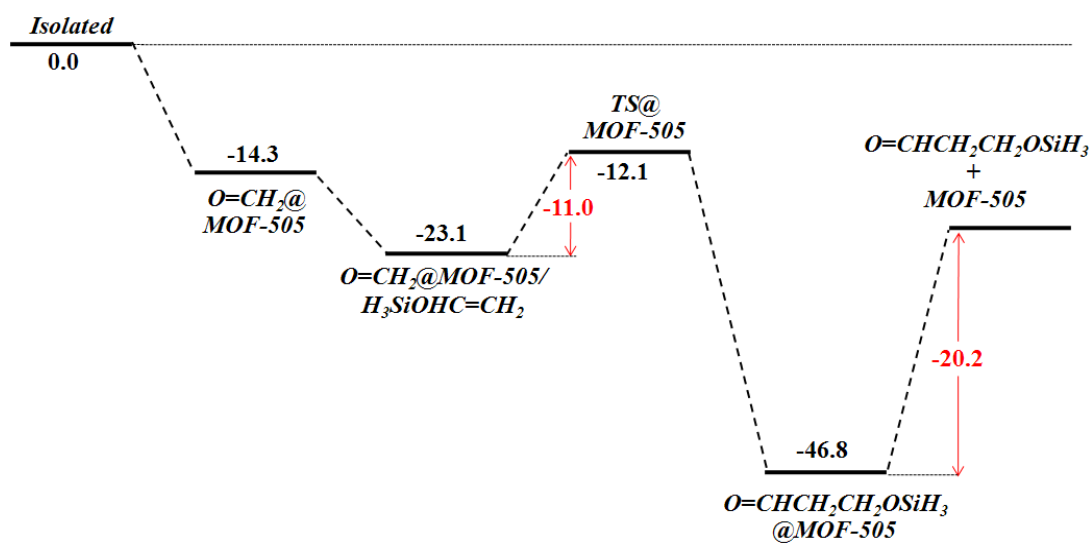 Isolated
0.0
-14.3
O=CH₂@
MOF-505
-23.1
O=CH₂@MOF-505/
H₃SiOHC=CH₂
TS@
MOF-505
-12.1
-11.0
-46.8
O=CHCH₂CH₂OSiH₃
@MOF-505
O=CHCH₂CH₂OSiH₃
+
MOF-505
-20.2